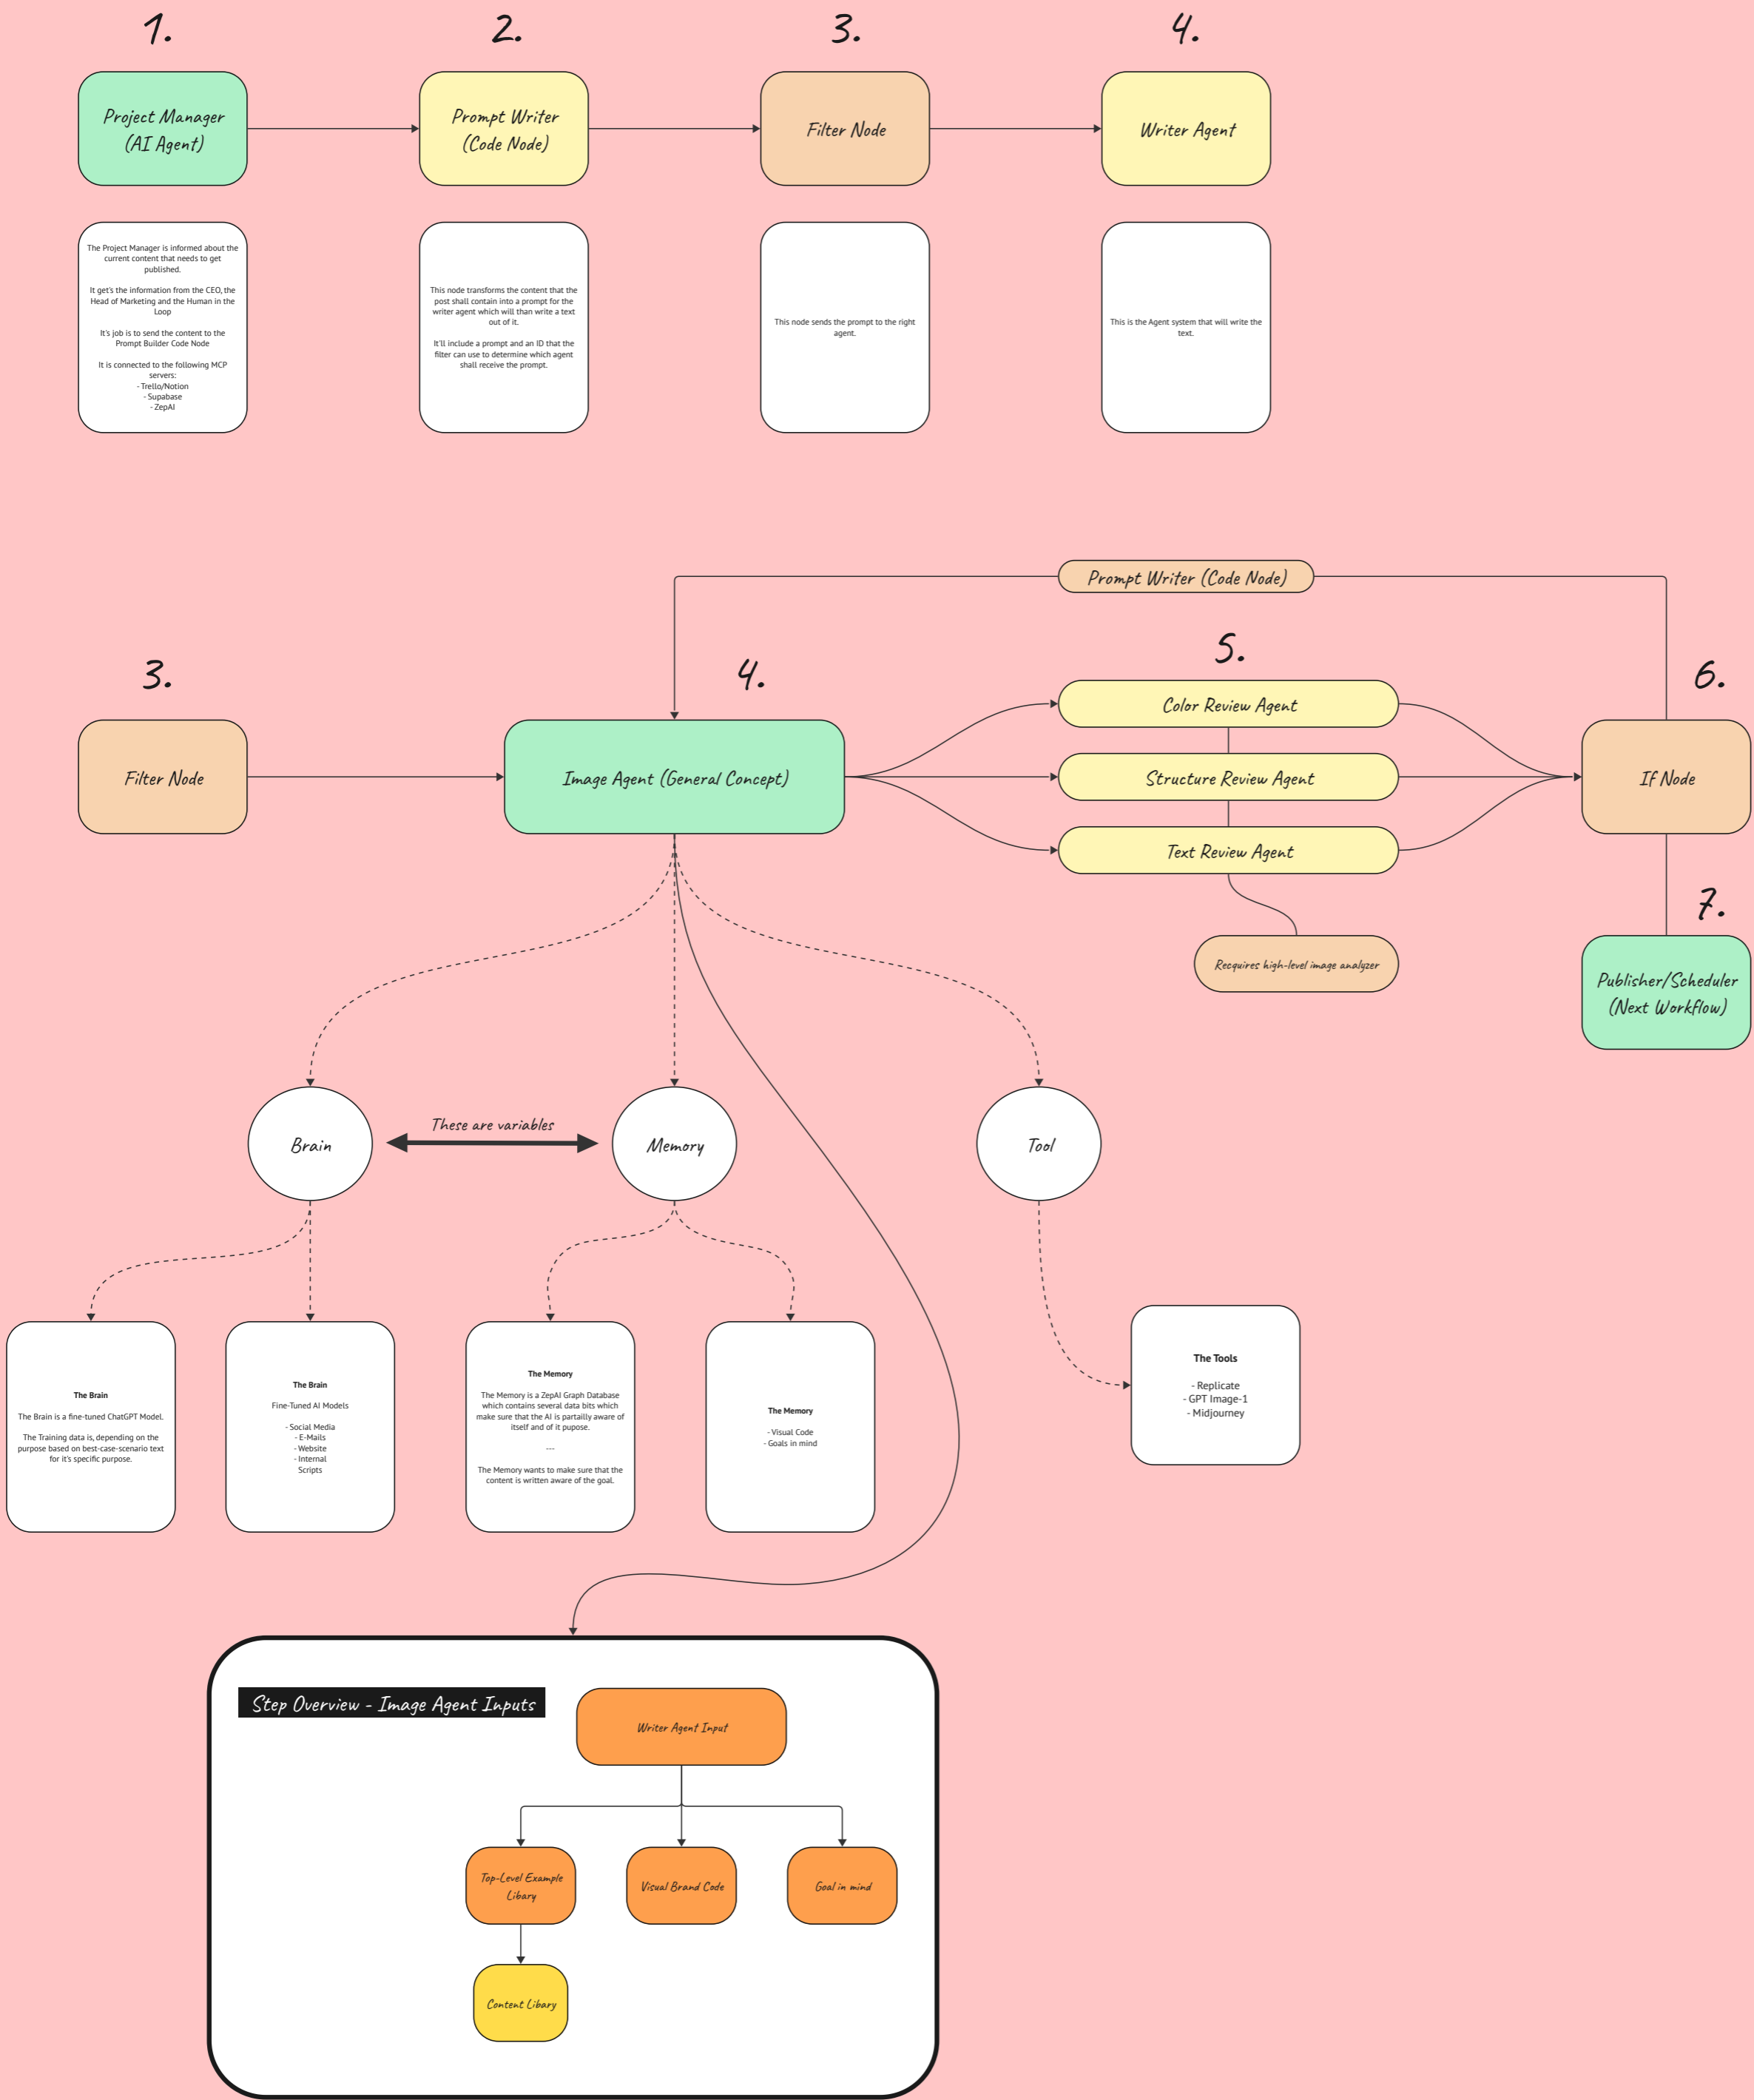 1.
2.
3.
4.
Project Manager
(AI Agent)
Prompt Writer
(Code Node)
Filter Node
Writer Agent
The Project Manager is informed about the
current content that needs to get
published.
It get's the information from the CEO, the
Head of Marketing and the Human in the
Loop
It's job is to send the content to the
Prompt Builder Code Node
It is connected to the following MCP
servers:
- Trello/Notion
- Supabase
- ZepAI
This node transforms the content that the
post shall contain into a prompt for the
writer agent which will than write a text
out of it.
It'll include a prompt and an ID that the
filter can use to determine which agent
shall receive the prompt.
This node sends the prompt to the right
agent.
This is the Agent system that will write the
text.
Prompt Writer (Code Node)
3.
4.
5.
6.
Filter Node
Image Agent (General Concept)
Color Review Agent
Structure Review Agent
Text Review Agent
If Node
7.
Recquires high-level image analyzer
Publisher/Scheduler
(Next Workflow)
Brain
These are variables
Memory
Tool
The Brain
The Brain is a fine-tuned ChatGPT Model.
The Training data is, depending on the
purpose based on best-case-scenario text
for it's specific purpose.
The Brain
Fine-Tuned AI Models
- Social Media
- E-Mails
- Website
- Internal
Scripts
The Memory
The Memory is a ZepAI Graph Database
which contains several data bits which
make sure that the AI is partailly aware of
itself and of it pupose.
---
The Memory wants to make sure that the
content is written aware of the goal.
The Memory
- Visual Code
- Goals in mind
The Tools
- Replicate
- GPT Image-1
- Midjourney
Step Overview - Image Agent Inputs
Writer Agent Input
Top-Level Example
Libary
Visual Brand Code
Goal in mind
Content Libary